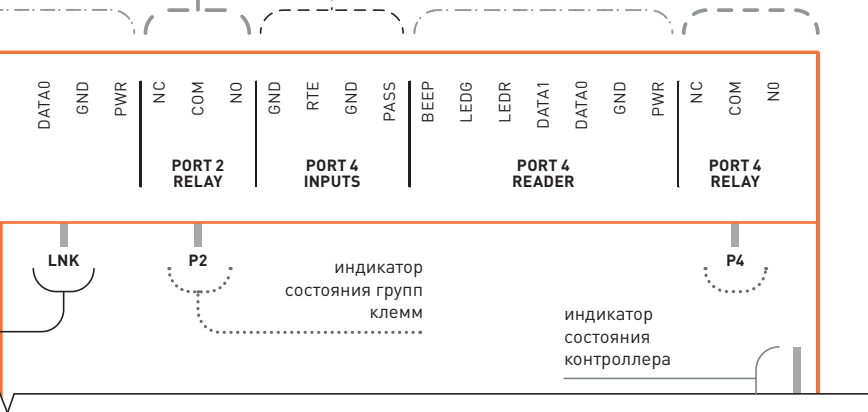 DATA0 GND PWR NC COM NO GND RTE GND PASS BEEP LEDG LEDR DATA1 DATA0 GND PWR NC COM N0
PORT 2 PORT 4 PORT 4 PORT 4
RELAY INPUTS READER RELAY
LNK P2 P4
индикатор
состояния групп
клемм
индикатор
состояния
контроллера